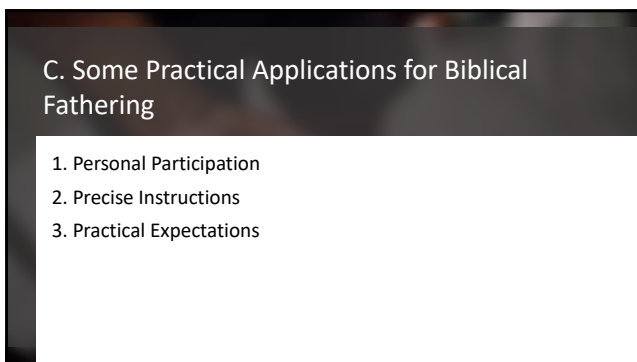 C. Some Practical Applications for Biblical
Fathering
1. Personal Participation
2. Precise Instructions
3. Practical Expectations